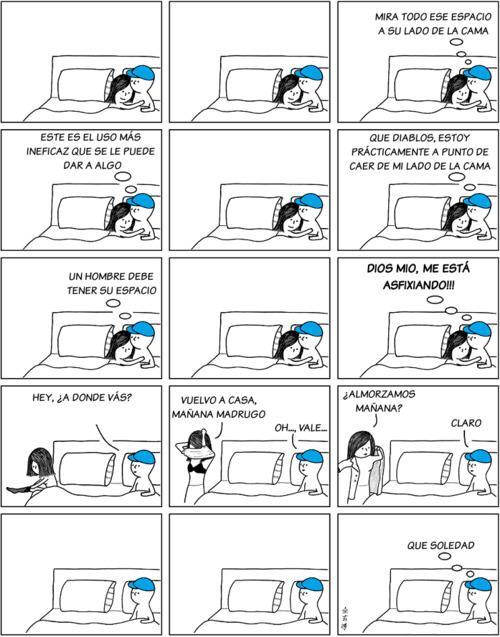 MIRA TODO ESE ESPACIO
A SU LADO DE LA CAMA
ESTE ES EL USO MÁS
INEFICAZ QUE SE LE PUEDE
DAR A ALGO
QUE DIABLOS, ESTOY
PRÁCTICAMENTE A PUNTO DE
CAER DE MI LADO DE LA CAMA
UN HOMBRE DEBE
TENER SU ESPACIO
DIOS MIO, ME ESTÁ
ASFIXIANDO!!!
HEY, ¿A DONDE VÁS?
VUELVO A CASA,
MAÑANA MADRUGO
OH..., VALE...
¿ALMORZAMOS
MAÑANA?
CLARO
QUE SOLEDAD